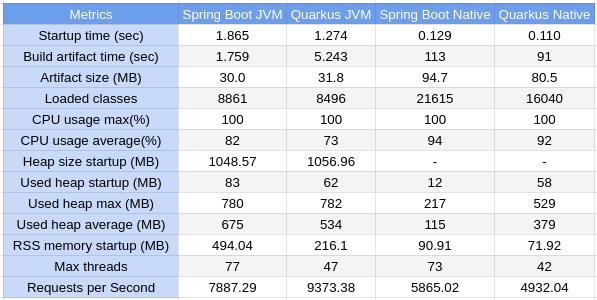 Metrics Spring Boot JVM Quarkus JVM Spring Boot Native Quarkus Native
Startup time (sec) 1.865 1.274 0.129 0.110
Build artifact time (sec) 1.759 5.243 113 91
Artifact size (MB) 30.0 31.8 94.7 80.5
Loaded classes 8861 8496 21615 16040
CPU usage max(%) 100 100 100 100
CPU usage average(%) 82 73 94 92
Heap size startup (MB) 1048.57 1056.96 - -
Used heap startup (MB) 83 62 12 58
Used heap max (MB) 780 782 217 529
Used heap average (MB) 675 534 115 379
RSS memory startup (MB) 494.04 216.1 90.91 71.92
Max threads 77 47 73 42
Requests per Second 7887.29 9373.38 5865.02 4932.04